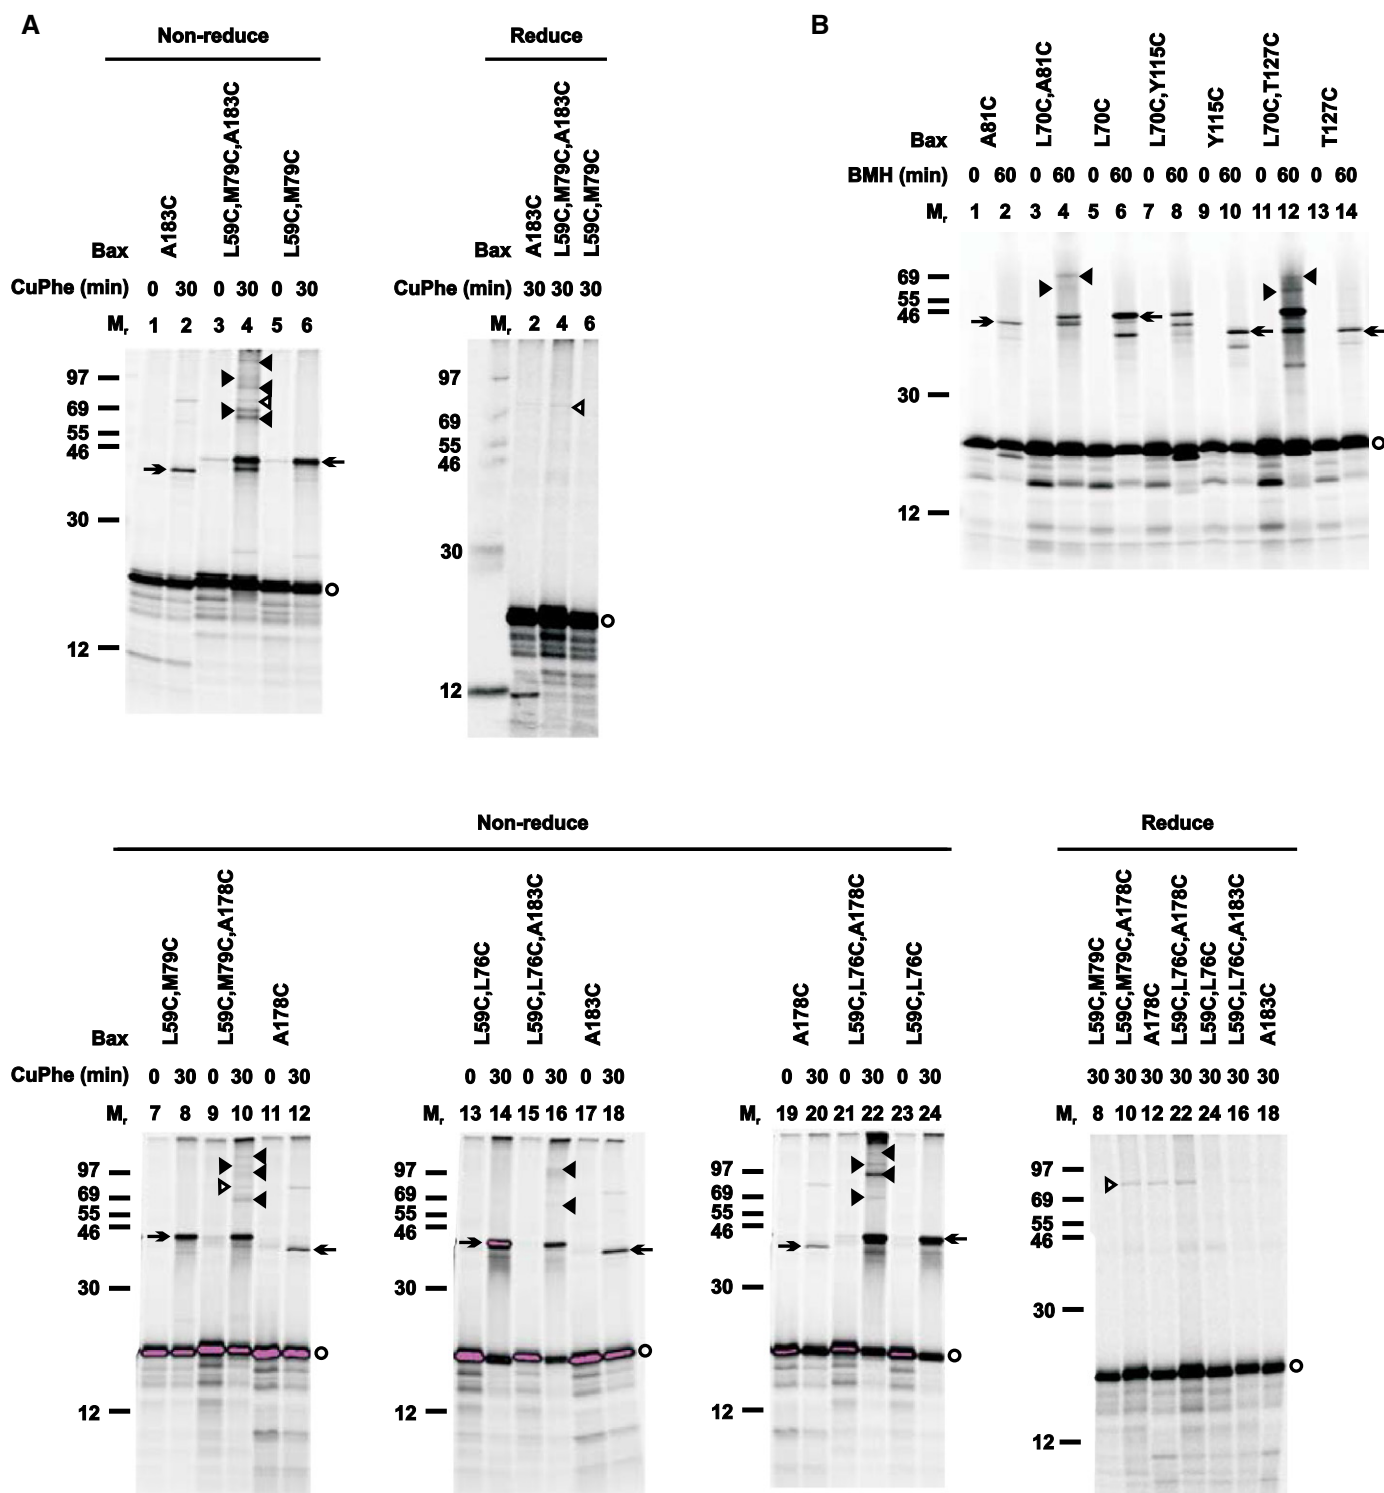 A
Non-reduce
Bax
A183C
L59C,M79C,A183C
L59C,M79C
CuPhe (min) 0 30 0 30 0 30
Mr 1 2 3 4 5 6
97
69
55
46
30
12
Reduce
Bax
A183C
L59C,M79C,A183C
L59C,M79C
CuPhe (min) 30 30 30
Mr 2 4 6
97
69
55
46
30
12
B
Bax
A81C
L70C,A81C
L70C
L70C,Y115C
Y115C
L70C,T127C
T127C
BMH (min) 0 60 0 60 0 60 0 60 0 60 0 60 0 60
Mr 1 2 3 4 5 6 7 8 9 10 11 12 13 14
69
55
46
30
12
Non-reduce
Bax
L59C,M79C
L59C,M79C,A178C
A178C
CuPhe (min) 0 30 0 30 0 30
Mr 7 8 9 10 11 12
97
69
55
46
30
12
L59C,L76C
L59C,L76C,A183C
A183C
0 30 0 30 0 30
Mr 13 14 15 16 17 18
97
69
55
46
30
12
A178C
L59C,L76C,A178C
L59C,L76C
0 30 0 30 0 30
Mr 19 20 21 22 23 24
97
69
55
46
30
12
Reduce
L59C,M79C
L59C,M79C,A178C
A178C
L59C,L76C,A178C
L59C,L76C
L59C,L76C,A183C
A183C
30 30 30 30 30 30 30
Mr 8 10 12 22 24 16 18
97
69
55
46
30
12